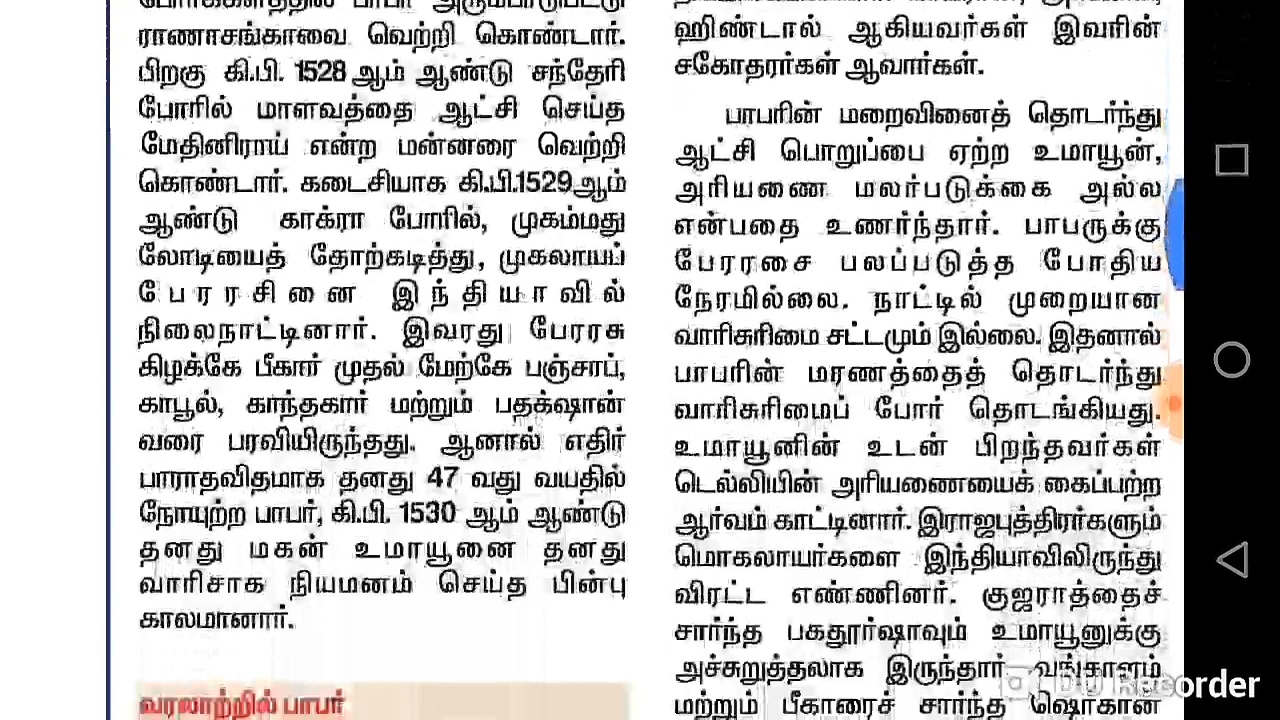 ராணாசங்காவை வெற்றி கொண்டார்.
பிறகு கி.பி. 1528 ஆம் ஆண்டு சந்தேரி
போரில் மாளவத்தை ஆட்சி செய்த
மேதினிராய் என்ற மன்னரை வெற்றி
கொண்டார். கடைசியாக கி.பி.1529ஆம்
ஆண்டு காக்ரா போரில், முகம்மது
லோடியைத் தோற்கடித்து, முகலாயப்
பேரரசினை இந்தியாவில்
நிலைநாட்டினார். இவரது பேரரசு
கிழக்கே பீகார் முதல் மேற்கே பஞ்சாப்,
காபூல், காந்தகார் மற்றும் பதக்ஷான்
வரை பரவியிருந்தது. ஆனால் எதிர்
பாராதவிதமாக தனது 47 வது வயதில்
நோயுற்ற பாபர், கி.பி. 1530 ஆம் ஆண்டு
தனது மகன் உமாயூனை தனது
வாரிசாக நியமனம் செய்த பின்பு
காலமானார்.
வரலாற்றில் பாபர்
ஹிண்டால் ஆகியவர்கள் இவரின்
சகோதரர்கள் ஆவார்கள்.
பாபரின் மறைவினைத் தொடர்ந்து
ஆட்சி பொறுப்பை ஏற்ற உமாயூன்,
அரியணை மலர்படுக்கை அல்ல
என்பதை உணர்ந்தார். பாபருக்கு
பேரரசை பலப்படுத்த போதிய
நேரமில்லை. நாட்டில் முறையான
வாரிசுரிமை சட்டமும் இல்லை. இதனால்
பாபரின் மரணத்தைத் தொடர்ந்து
வாரிசுரிமைப் போர் தொடங்கியது.
உமாயூனின் உடன் பிறந்தவர்கள்
டெல்லியின் அரியணையைக் கைப்பற்ற
ஆர்வம் காட்டினார். இராஜபுத்திரர்களும்
மொகலாயர்களை இந்தியாவிலிருந்து
விரட்ட எண்ணினர். குஜராத்தைச்
சார்ந்த பகதூர்ஷாவும் உமாயூனுக்கு
அச்சுறுத்தலாக இருந்தார். வங்காளம்
மற்றும் பீகாரைச் சார்ந்த ஷெர்கான்
DU Recorder